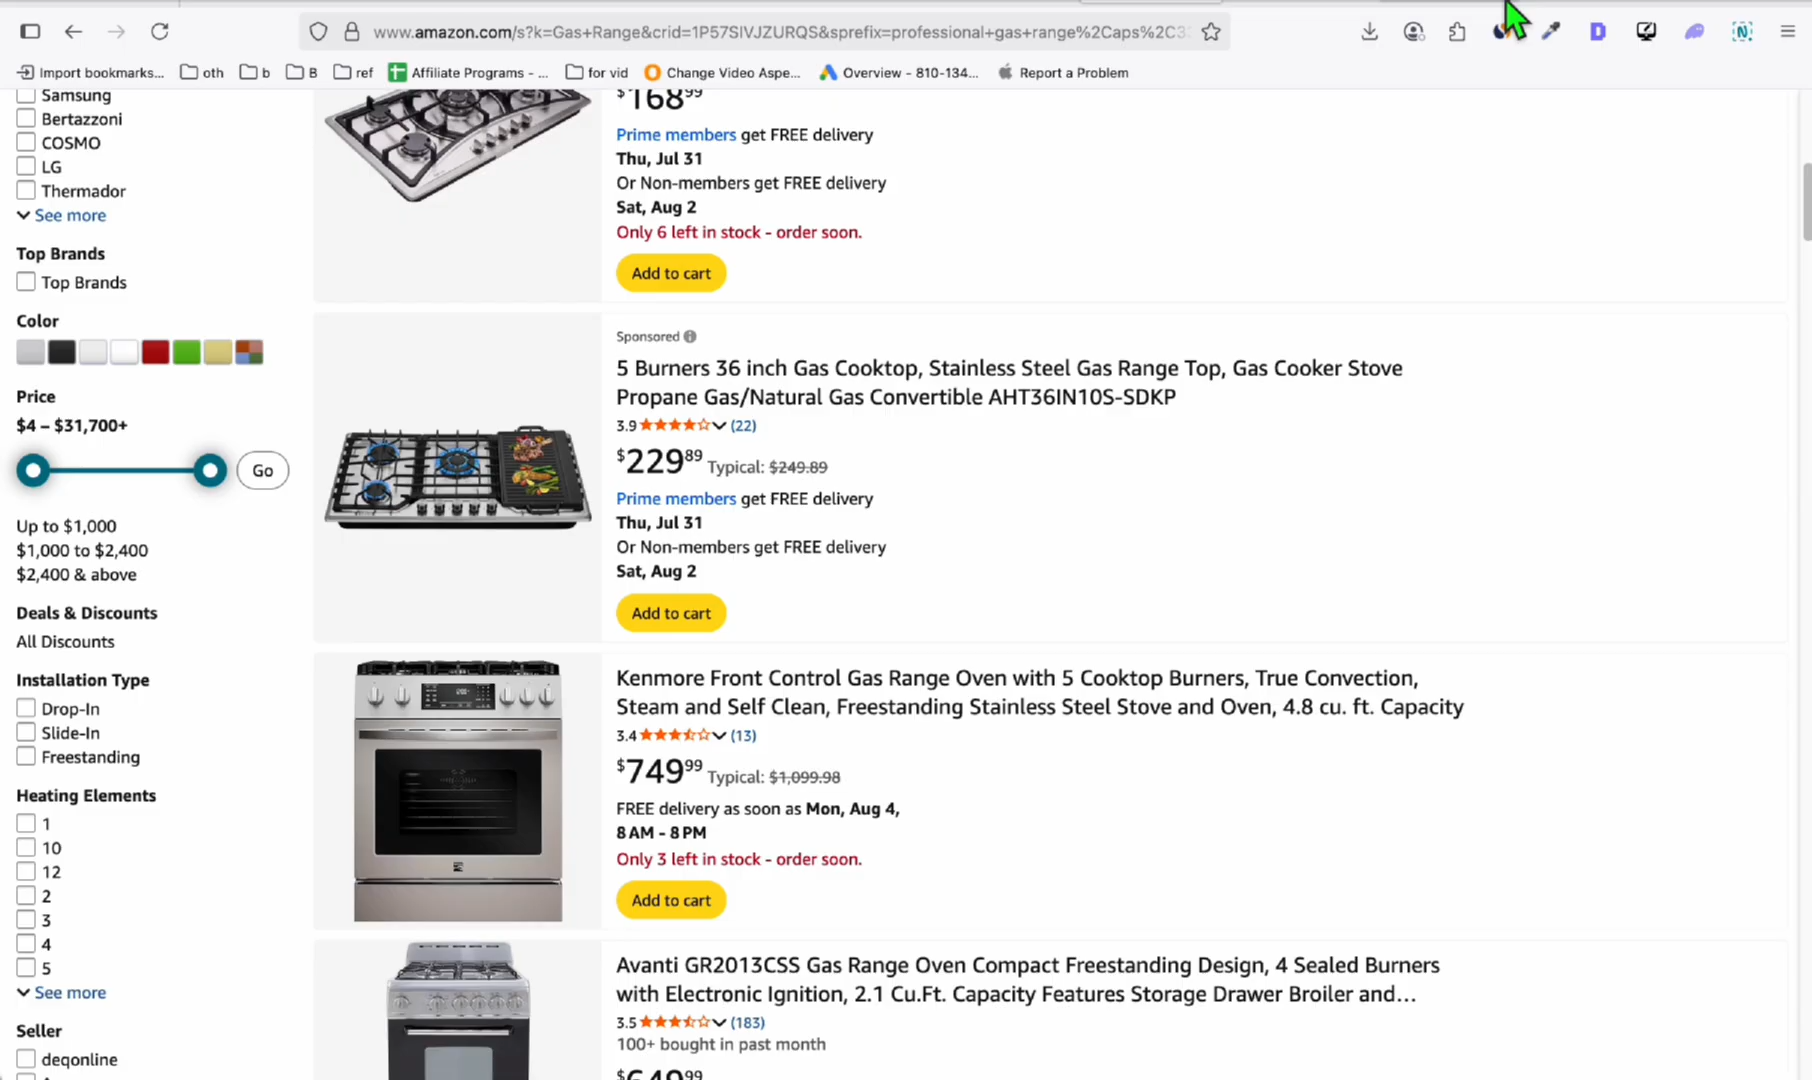 www.amazon.com/s?k=Gas+Range&crid=1P57SIVJZURQS&sprefix=professional+gas+range%2Caps%2C3
Import bookmarks...
oth
b
B
ref
Affiliate Programs - ...
for vid
Change Video Aspe...
Overview - 810-134...
Report a Problem
Samsung
Bertazzoni
COSMO
LG
Thermador
See more
Top Brands
Top Brands
Color
Price
$4 – $31,700+
Go
Up to $1,000
$1,000 to $2,400
$2,400 & above
Deals & Discounts
All Discounts
Installation Type
Drop-In
Slide-In
Freestanding
Heating Elements
1
10
12
2
3
4
5
See more
Seller
deqonline
$168.99
Prime members get FREE delivery
Thu, Jul 31
Or Non-members get FREE delivery
Sat, Aug 2
Only 6 left in stock - order soon.
Add to cart
Sponsored
5 Burners 36 inch Gas Cooktop, Stainless Steel Gas Range Top, Gas Cooker Stove
Propane Gas/Natural Gas Convertible AHT36IN10S-SDKP
3.9 (22)
$229.89 Typical: $249.89
Prime members get FREE delivery
Thu, Jul 31
Or Non-members get FREE delivery
Sat, Aug 2
Add to cart
Kenmore Front Control Gas Range Oven with 5 Cooktop Burners, True Convection,
Steam and Self Clean, Freestanding Stainless Steel Stove and Oven, 4.8 cu. ft. Capacity
3.4 (13)
$749.99 Typical: $1,099.98
FREE delivery as soon as Mon, Aug 4,
8 AM - 8 PM
Only 3 left in stock - order soon.
Add to cart
Avanti GR2013CSS Gas Range Oven Compact Freestanding Design, 4 Sealed Burners
with Electronic Ignition, 2.1 Cu.Ft. Capacity Features Storage Drawer Broiler and...
3.5 (183)
100+ bought in past month
$649.99